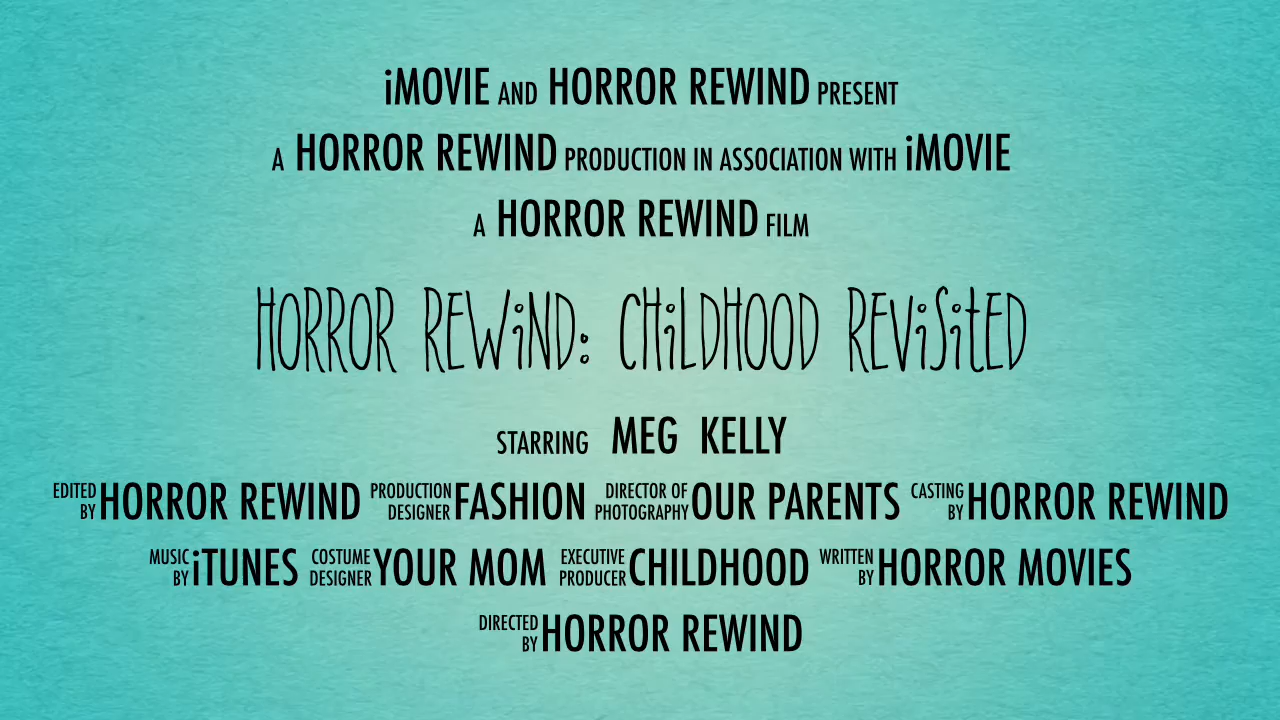 iMOVIE AND HORROR REWIND PRESENT
A HORROR REWIND PRODUCTION IN ASSOCIATION WITH iMOVIE
A HORROR REWIND FILM
HORROR REWiND: CHiLDHOOD REViSitED
STARRING MEG KELLY
EDITED BY HORROR REWIND PRODUCTION DESIGNER FASHION DIRECTOR OF PHOTOGRAPHY OUR PARENTS CASTING BY HORROR REWIND
MUSIC BY iTUNES COSTUME DESIGNER YOUR MOM EXECUTIVE PRODUCER CHILDHOOD WRITTEN BY HORROR MOVIES
DIRECTED BY HORROR REWIND